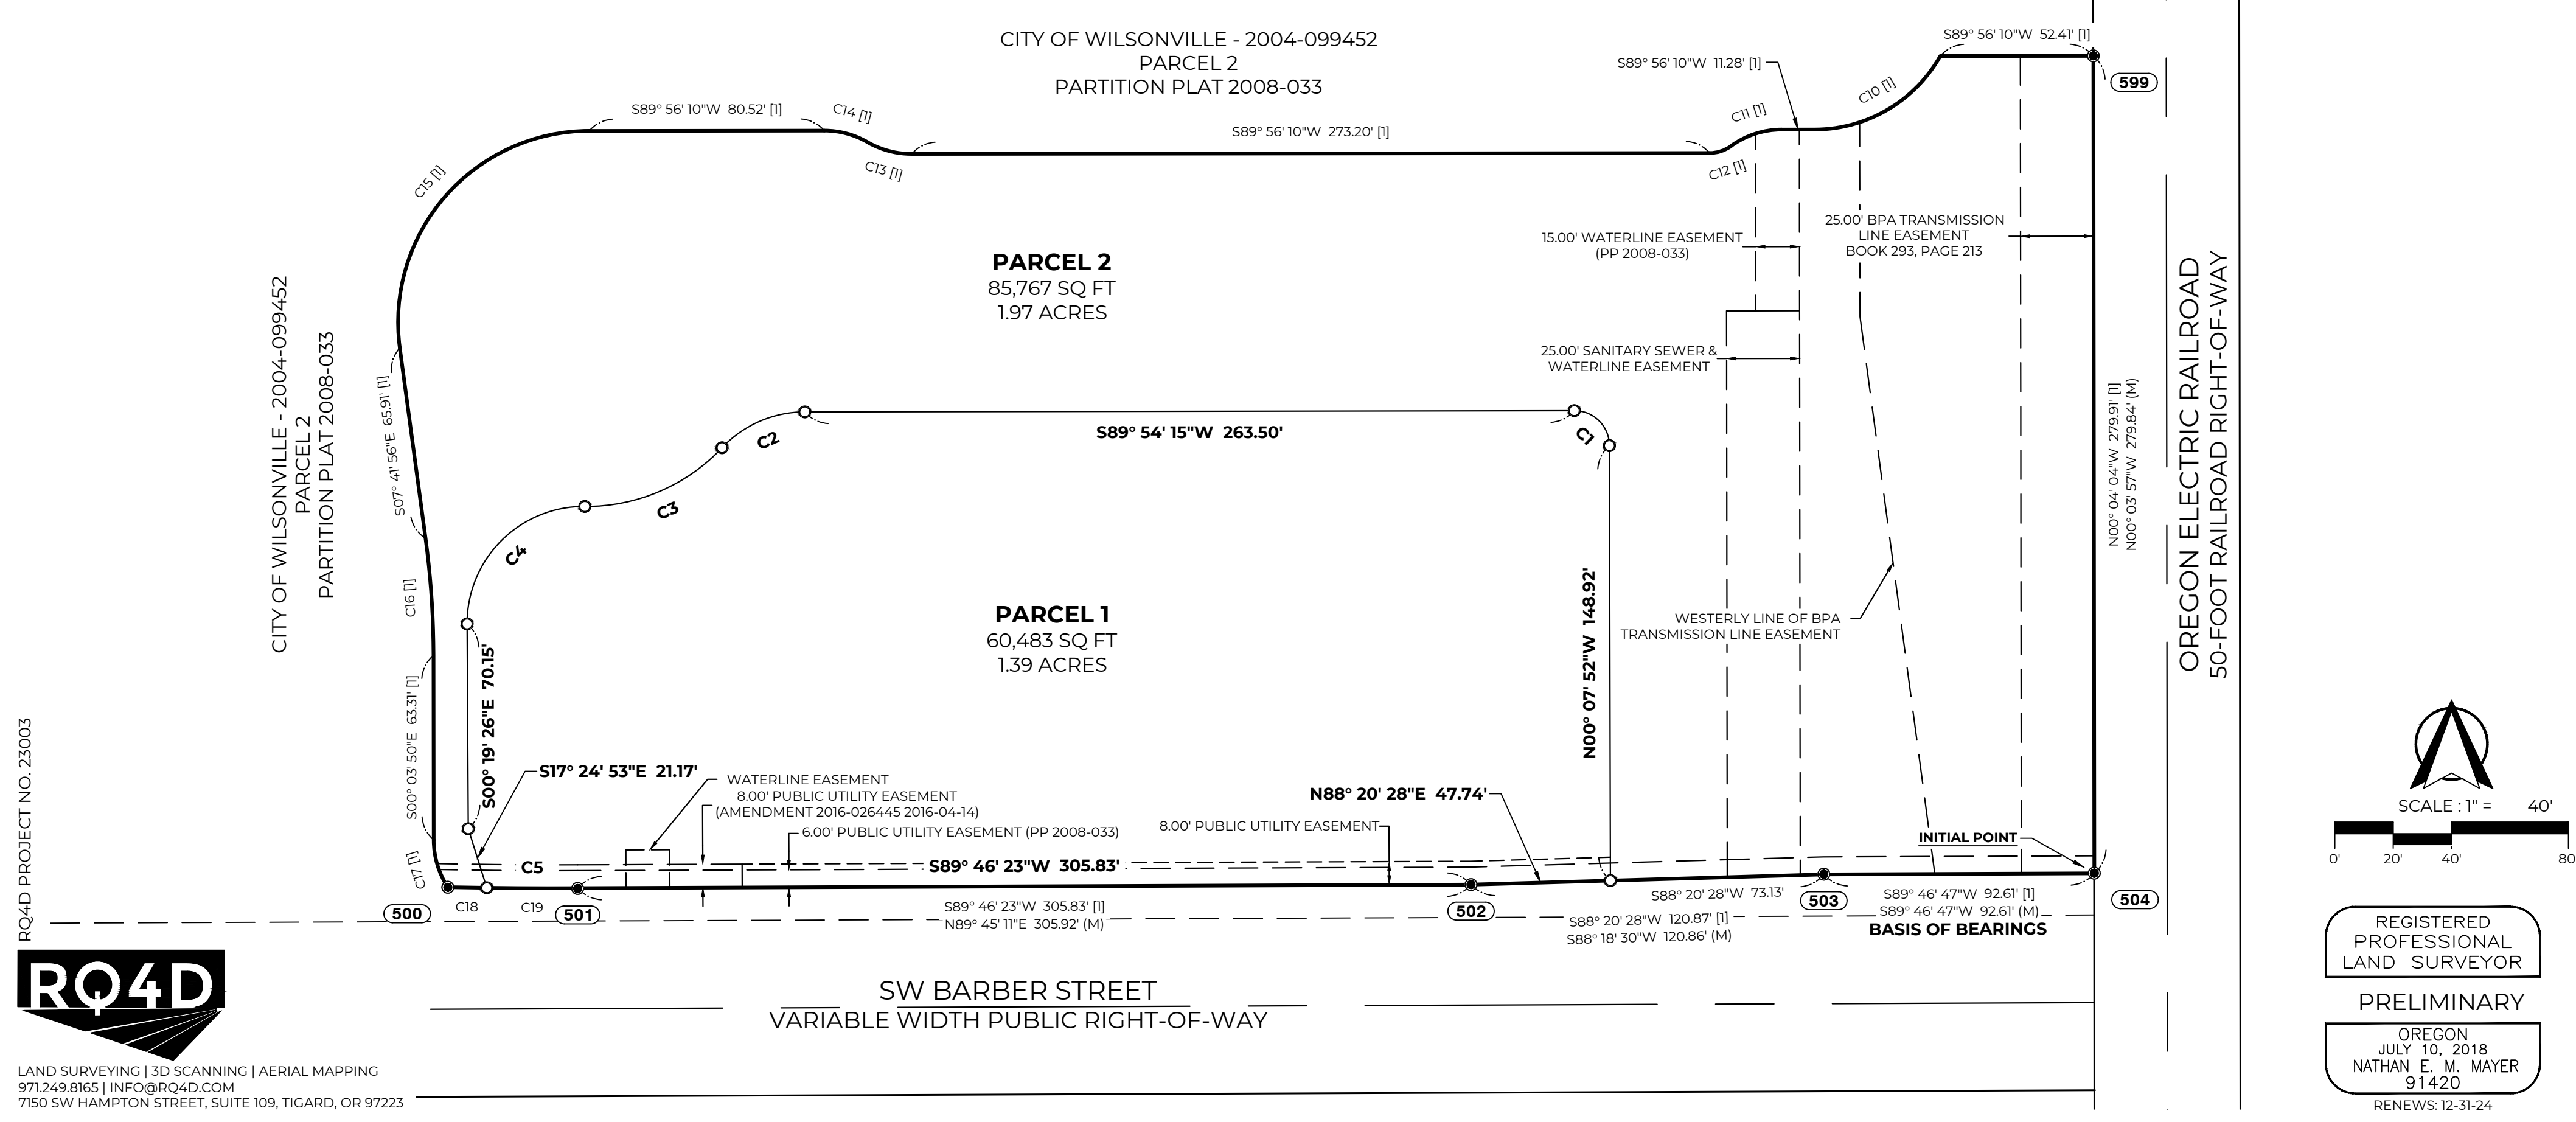 CITY OF WILSONVILLE - 2004-099452
PARCEL 2
PARTITION PLAT 2008-033
S89° 56' 10"W 52.41' [1]
S89° 56' 10"W 11.28' [1]
599
C10 [1]
C11 [1]
C12 [1]
S89° 56' 10"W 80.52' [1]
C14 [1]
C13 [1]
S89° 56' 10"W 273.20' [1]
C15 [1]
PARCEL 2
85,767 SQ FT
1.97 ACRES
15.00' WATERLINE EASEMENT
(PP 2008-033)
25.00' BPA TRANSMISSION
LINE EASEMENT
BOOK 293, PAGE 213
25.00' SANITARY SEWER &
WATERLINE EASEMENT
OREGON ELECTRIC RAILROAD
50-FOOT RAILROAD RIGHT-OF-WAY
N00° 04' 04"W 279.91' [1]
N00° 03' 57"W 279.84' (M)
CITY OF WILSONVILLE - 2004-099452
PARCEL 2
PARTITION PLAT 2008-033
S07° 41' 56"E 65.91' [1]
C16 [1]
S00° 03' 50"E 63.31' [1]
C17 [1]
S89° 54' 15"W 263.50'
C1
C2
C3
C4
S00° 19' 26"E 70.15'
N00° 07' 52"W 148.92'
PARCEL 1
60,483 SQ FT
1.39 ACRES
WESTERLY LINE OF BPA
TRANSMISSION LINE EASEMENT
S17° 24' 53"E 21.17'
WATERLINE EASEMENT
8.00' PUBLIC UTILITY EASEMENT
(AMENDMENT 2016-026445 2016-04-14)
6.00' PUBLIC UTILITY EASEMENT (PP 2008-033)
8.00' PUBLIC UTILITY EASEMENT
N88° 20' 28"E 47.74'
INITIAL POINT
C5
S89° 46' 23"W 305.83'
500
C18
C19
501
S89° 46' 23"W 305.83' [1]
N89° 45' 11"E 305.92' (M)
502
S88° 20' 28"W 73.13'
S88° 20' 28"W 120.87' [1]
S88° 18' 30"W 120.86' (M)
503
S89° 46' 47"W 92.61' [1]
S89° 46' 47"W 92.61' (M)
BASIS OF BEARINGS
504
SW BARBER STREET
VARIABLE WIDTH PUBLIC RIGHT-OF-WAY
SCALE : 1" = 40'
0' 20' 40' 80
REGISTERED
PROFESSIONAL
LAND SURVEYOR
PRELIMINARY
OREGON
JULY 10, 2018
NATHAN E. M. MAYER
91420
RENEWS: 12-31-24
RQ4D PROJECT NO. 23003
RQ4D
LAND SURVEYING | 3D SCANNING | AERIAL MAPPING
971.249.8165 | INFO@RQ4D.COM
7150 SW HAMPTON STREET, SUITE 109, TIGARD, OR 97223